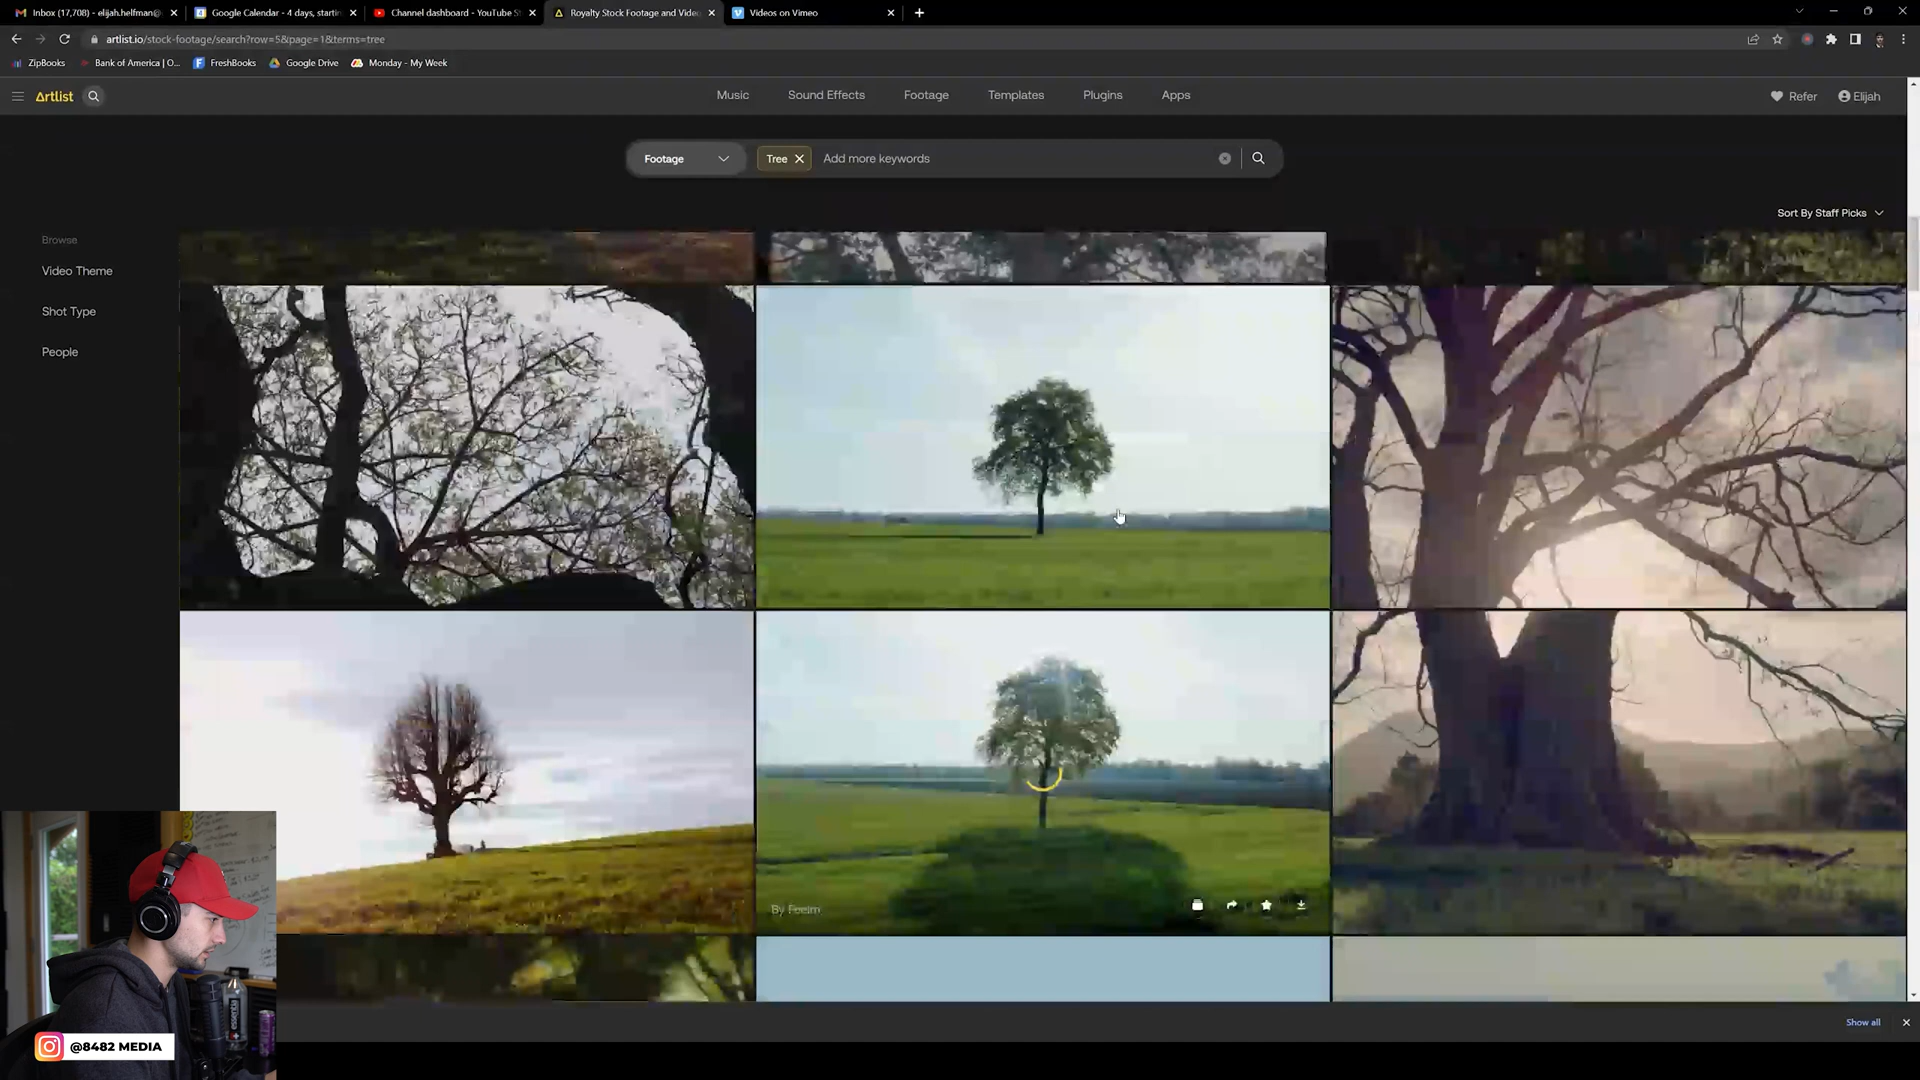 Inbox (17,708) - elijah.helfman@
Google Calendar - 4 days, startin
Channel dashboard - YouTube S
Royalty Stock Footage and Video
Videos on Vimeo
artlist.io/stock-footage/search?row=5&page=1&terms=tree
ZipBooks
Bank of America | O...
FreshBooks
Google Drive
Monday - My Week
Artlist
Music
Sound Effects
Footage
Templates
Plugins
Apps
Refer
Elijah
Footage
Tree
Add more keywords
Sort By Staff Picks
Browse
Video Theme
Shot Type
People
By Feelm
@8482 MEDIA
Show all